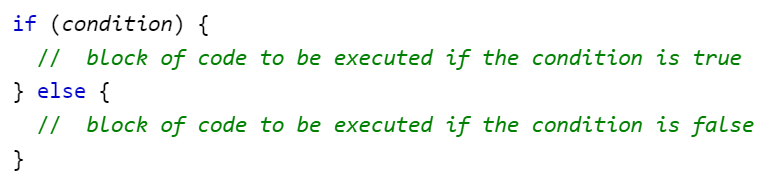 if (condition) {
  //  block of code to be executed if the condition is true
} else {
  //  block of code to be executed if the condition is false
}